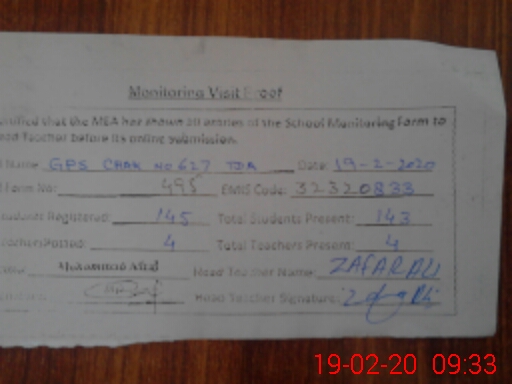 Monitoring Visit Proof
that the MEA has shown all entries of the School Monitoring Form to
Teacher before its online submission.
Name GPS CHAK NO 627 TDA Date: 19-2-2020
Form No: 495 EMIS Code: 32320833
Students Registered: 145 Total Students Present: 143
Teachers Posted: 4 Total Teachers Present: 4
Muhammad Afzal Head Teacher Name: ZAFAR ALI
Head Teacher Signature:
19-02-20 09:33